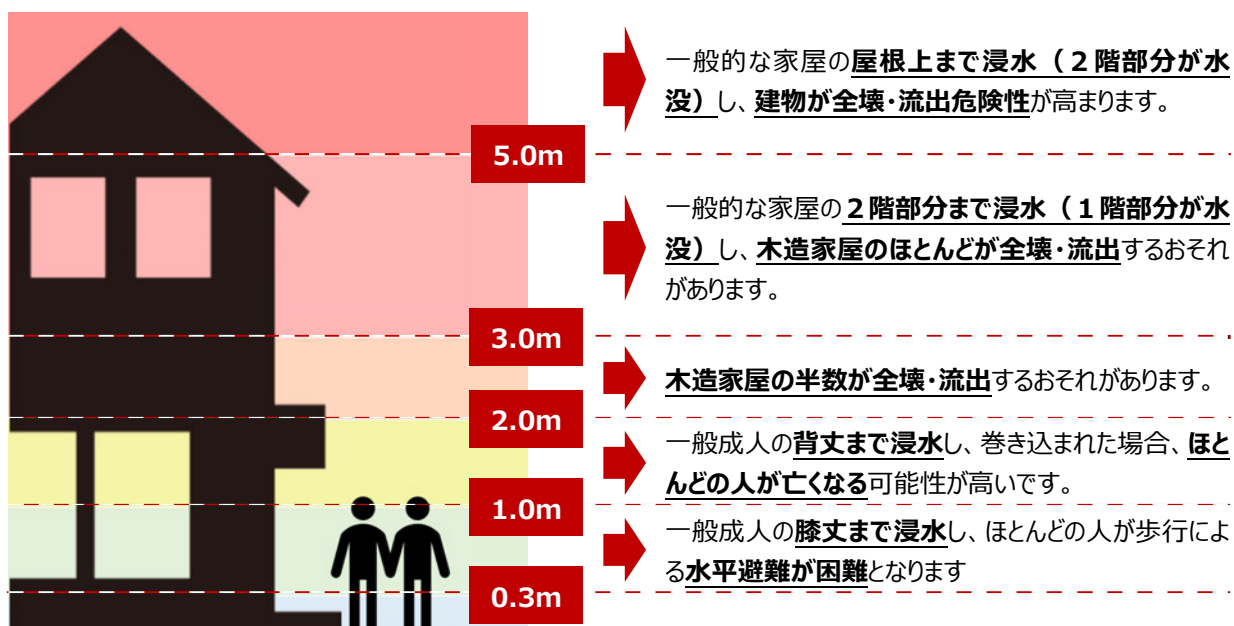 一般的な家屋の屋根上まで浸水（２階部分が水
没）し、建物が全壊・流出危険性が高まります。
5.0m
一般的な家屋の２階部分まで浸水（１階部分が水
没）し、木造家屋のほとんどが全壊・流出するおそれ
があります。
3.0m
木造家屋の半数が全壊・流出するおそれがあります。
2.0m
一般成人の背丈まで浸水し、巻き込まれた場合、ほと
んどの人が亡くなる可能性が高いです。
1.0m
一般成人の膝丈まで浸水し、ほとんどの人が歩行によ
る水平避難が困難となります
0.3m